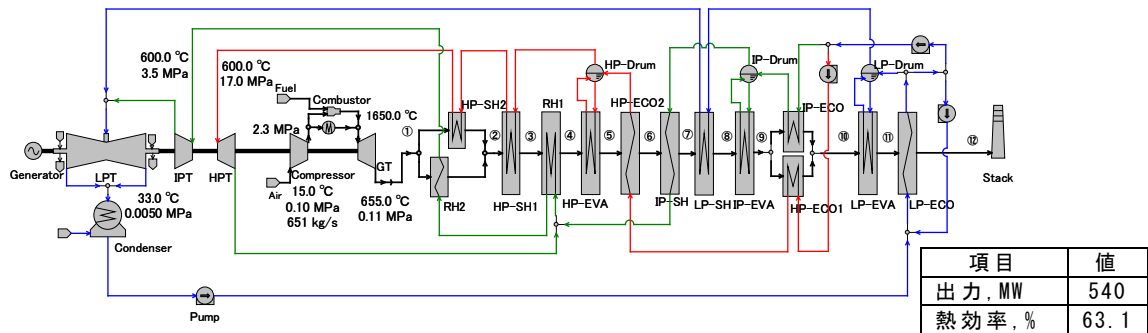 600.0 ℃
3.5 MPa
600.0 ℃
17.0 MPa
Fuel
Combustor
1650.0 ℃
2.3 MPa
HP-SH2
HP-Drum
RH1
HP-ECO2
IP-Drum
IP-ECO
LP-Drum
① ② ③ ④ ⑤ ⑥ ⑦ ⑧ ⑨ ⑩ ⑪ ⑫
Generator
LPT
IPT
HPT
Compressor
GT
Air
15.0 ℃
0.10 MPa
651 kg/s
655.0 ℃
0.11 MPa
RH2
HP-SH1
HP-EVA
IP-SH
LP-SH
IP-EVA
HP-ECO1
LP-EVA
LP-ECO
Stack
33.0 ℃
0.0050 MPa
Condenser
Pump
項目 値
出力, MW 540
熱効率, % 63.1